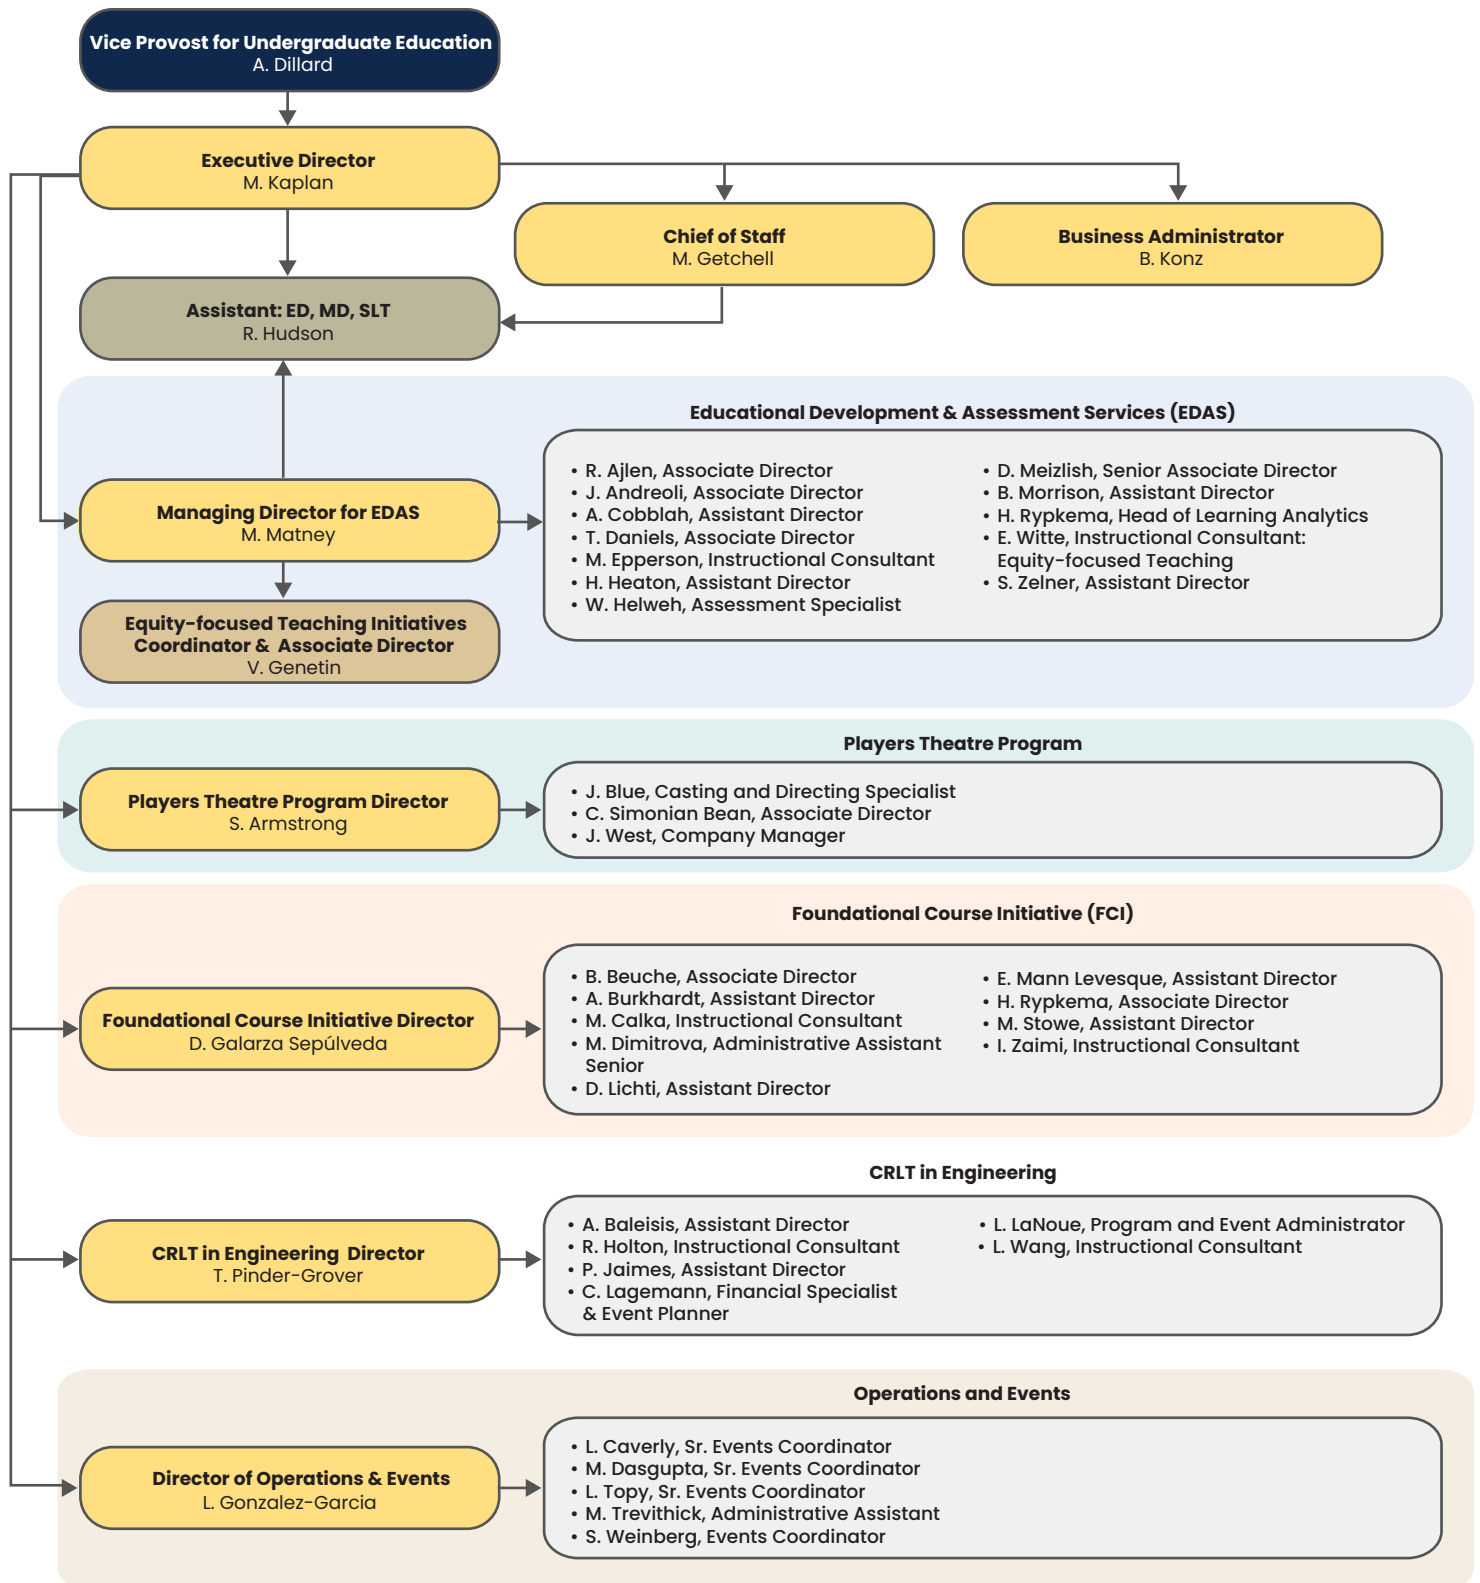 Vice Provost for Undergraduate Education
A. Dillard
Executive Director
M. Kaplan
Chief of Staff
M. Getchell
Business Administrator
B. Konz
Assistant: ED, MD, SLT
R. Hudson
Educational Development & Assessment Services (EDAS)
Managing Director for EDAS
M. Matney
• R. Ajlen, Associate Director
• J. Andreoli, Associate Director
• A. Cobblah, Assistant Director
• T. Daniels, Associate Director
• M. Epperson, Instructional Consultant
• H. Heaton, Assistant Director
• W. Helweh, Assessment Specialist
• D. Meizlish, Senior Associate Director
• B. Morrison, Assistant Director
• H. Rypkema, Head of Learning Analytics
• E. Witte, Instructional Consultant:
Equity-focused Teaching
• S. Zelner, Assistant Director
Equity-focused Teaching Initiatives
Coordinator & Associate Director
V. Genetin
Players Theatre Program
Players Theatre Program Director
S. Armstrong
• J. Blue, Casting and Directing Specialist
• C. Simonian Bean, Associate Director
• J. West, Company Manager
Foundational Course Initiative (FCI)
Foundational Course Initiative Director
D. Galarza Sepúlveda
• B. Beuche, Associate Director
• A. Burkhardt, Assistant Director
• M. Calka, Instructional Consultant
• M. Dimitrova, Administrative Assistant
Senior
• D. Lichti, Assistant Director
• E. Mann Levesque, Assistant Director
• H. Rypkema, Associate Director
• M. Stowe, Assistant Director
• I. Zaimi, Instructional Consultant
CRLT in Engineering
CRLT in Engineering Director
T. Pinder-Grover
• A. Baleisis, Assistant Director
• R. Holton, Instructional Consultant
• P. Jaimes, Assistant Director
• C. Lagemann, Financial Specialist
& Event Planner
• L. LaNoue, Program and Event Administrator
• L. Wang, Instructional Consultant
Operations and Events
Director of Operations & Events
L. Gonzalez-Garcia
• L. Caverly, Sr. Events Coordinator
• M. Dasgupta, Sr. Events Coordinator
• L. Topy, Sr. Events Coordinator
• M. Trevithick, Administrative Assistant
• S. Weinberg, Events Coordinator